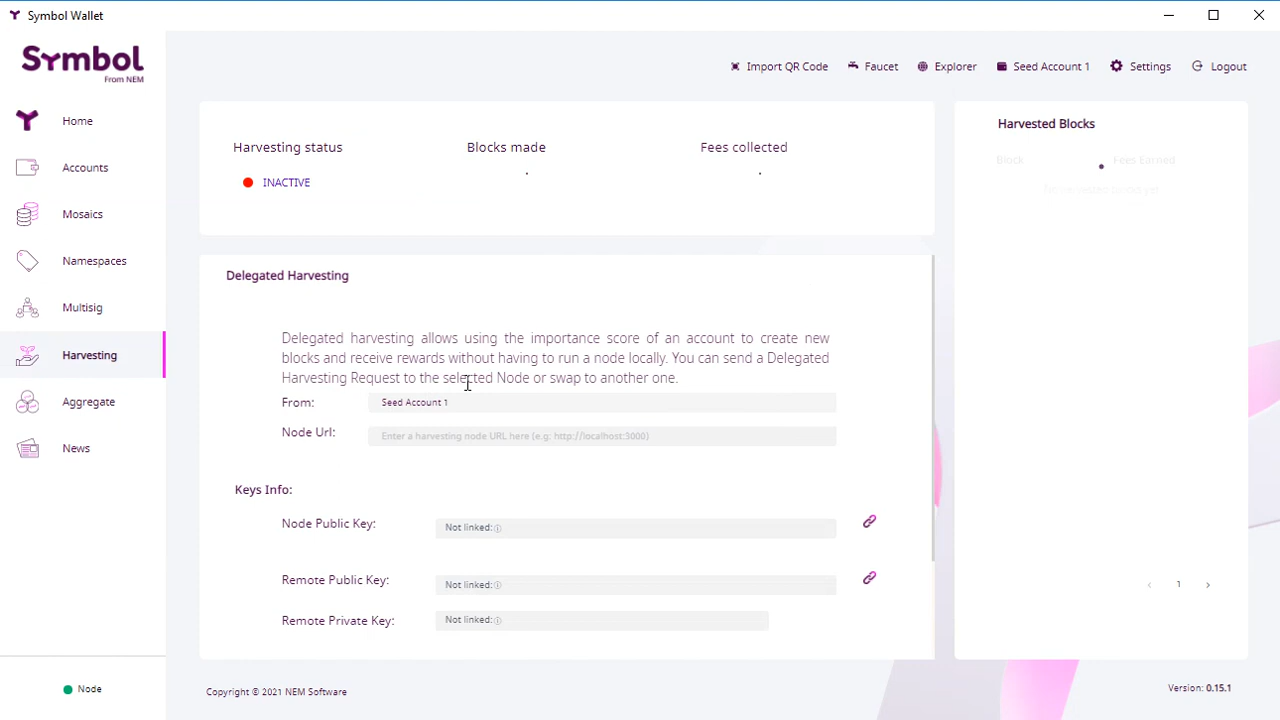 Symbol Wallet
Symbol
From NEM
Import QR Code
Faucet
Explorer
Seed Account 1
Settings
Logout
Home
Accounts
Mosaics
Namespaces
Multisig
Harvesting
Aggregate
News
Node
Harvesting status
INACTIVE
Blocks made
Fees collected
Delegated Harvesting
Delegated harvesting allows using the importance score of an account to create new
blocks and receive rewards without having to run a node locally. You can send a Delegated
Harvesting Request to the selected Node or swap to another one.
From:
Seed Account 1
Node Url:
Enter a harvesting node URL here (e.g: http://localhost:3000)
Keys Info:
Node Public Key:
Not linked:
Remote Public Key:
Not linked:
Remote Private Key:
Not linked:
Harvested Blocks
Block
Fees Earned
1
Copyright © 2021 NEM Software
Version: 0.15.1